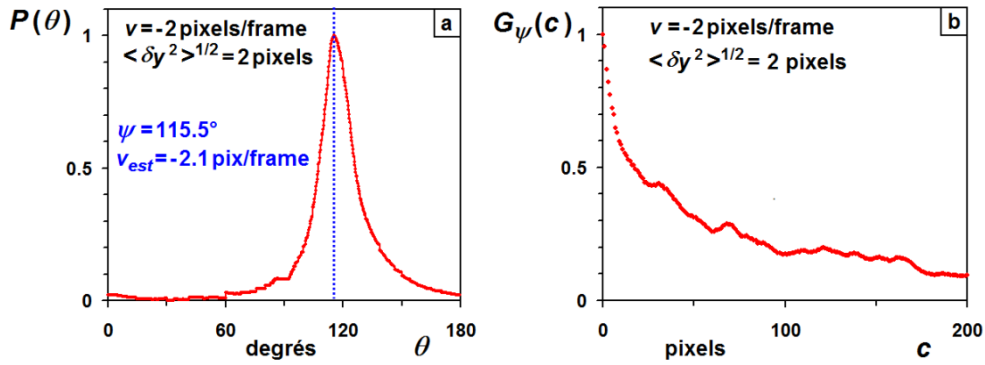 P(θ)
a
v=-2 pixels/frame
<δy²>^1/2=2 pixels
1
ψ=115.5°
v_est=-2.1 pix/frame
0.5
0
0 60 120 180
degrés θ
G_ψ(c)
b
v=-2 pixels/frame
<δy²>^1/2= 2 pixels
1
0.5
0
0 100 200
pixels c